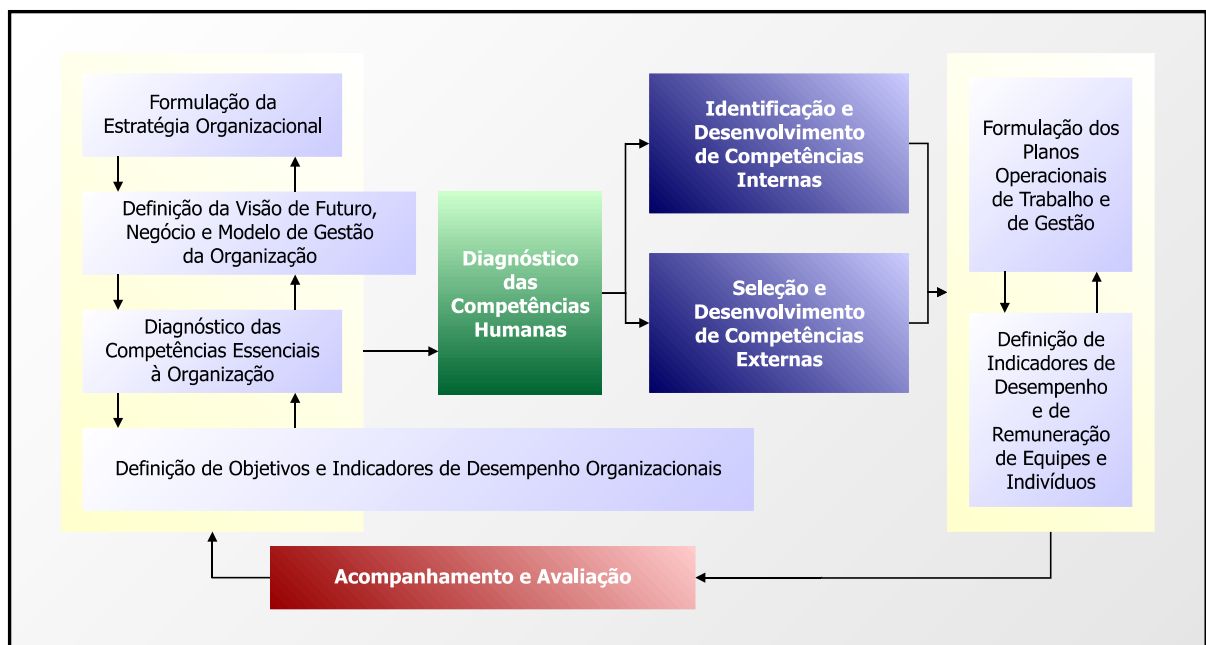 Formulação da
Estratégia Organizacional
Definição da Visão de Futuro,
Negócio e Modelo de Gestão
da Organização
Diagnóstico das
Competências Essenciais
à Organização
Definição de Objetivos e Indicadores de Desempenho Organizacionais
Diagnóstico
das
Competências
Humanas
Identificação e
Desenvolvimento
de Competências
Internas
Seleção e
Desenvolvimento
de Competências
Externas
Formulação dos
Planos
Operacionais
de Trabalho e
de Gestão
Definição de
Indicadores de
Desempenho
e de
Remuneração
de Equipes e
Indivíduos
Acompanhamento e Avaliação